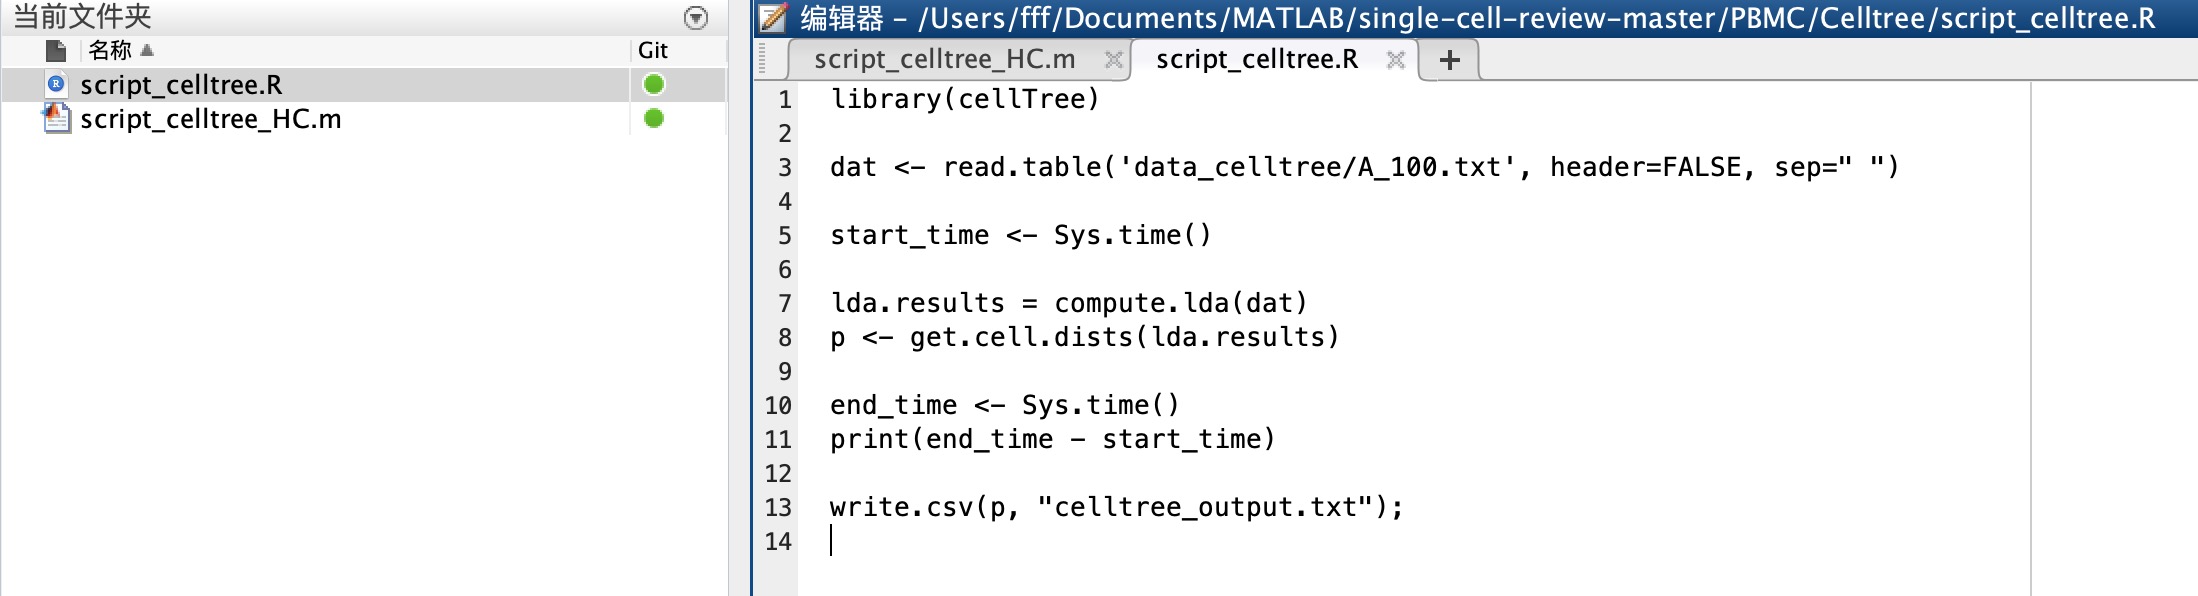 当前文件夹
名称 Git
script_celltree.R
script_celltree_HC.m
编辑器 – /Users/fff/Documents/MATLAB/single-cell-review-master/PBMC/Celltree/script_celltree.R
script_celltree_HC.m script_celltree.R +
1 library(cellTree)
2
3 dat <- read.table('data_celltree/A_100.txt', header=FALSE, sep=" ")
4
5 start_time <- Sys.time()
6
7 lda.results = compute.lda(dat)
8 p <- get.cell.dists(lda.results)
9
10 end_time <- Sys.time()
11 print(end_time - start_time)
12
13 write.csv(p, "celltree_output.txt");
14